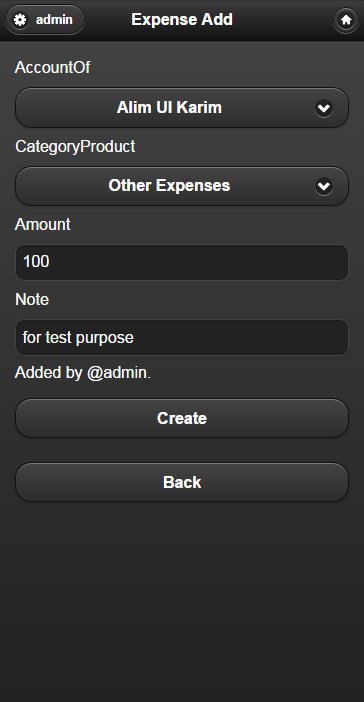 admin
Expense Add
AccountOf
Alim Ul Karim
CategoryProduct
Other Expenses
Amount
100
Note
for test purpose
Added by @admin.
Create
Back